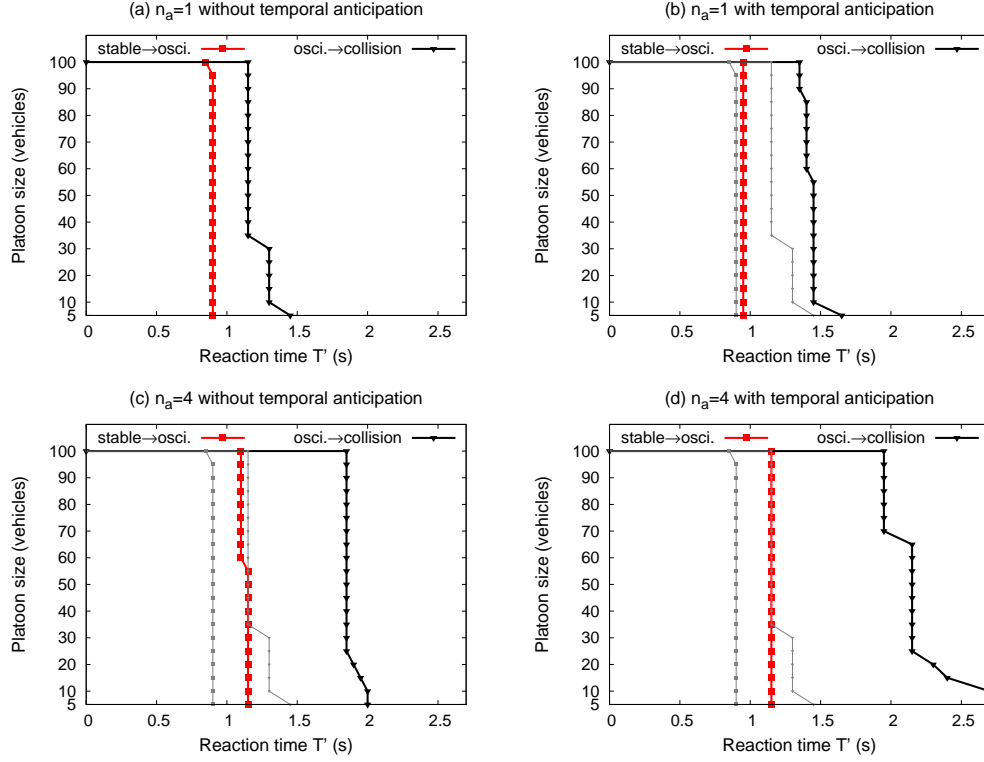 (a) n_a=1 without temporal anticipation
stable→osci. osci.→collision
100
90
80
70
60
50
40
30
20
10
5
Platoon size (vehicles)
0 0.5 1 1.5 2 2.5
Reaction time T' (s)
(b) n_a=1 with temporal anticipation
stable→osci. osci.→collision
100
90
80
70
60
50
40
30
20
10
5
Platoon size (vehicles)
0 0.5 1 1.5 2 2.5
Reaction time T' (s)
(c) n_a=4 without temporal anticipation
stable→osci. osci.→collision
100
90
80
70
60
50
40
30
20
10
5
Platoon size (vehicles)
0 0.5 1 1.5 2 2.5
Reaction time T' (s)
(d) n_a=4 with temporal anticipation
stable→osci. osci.→collision
100
90
80
70
60
50
40
30
20
10
5
Platoon size (vehicles)
0 0.5 1 1.5 2 2.5
Reaction time T' (s)